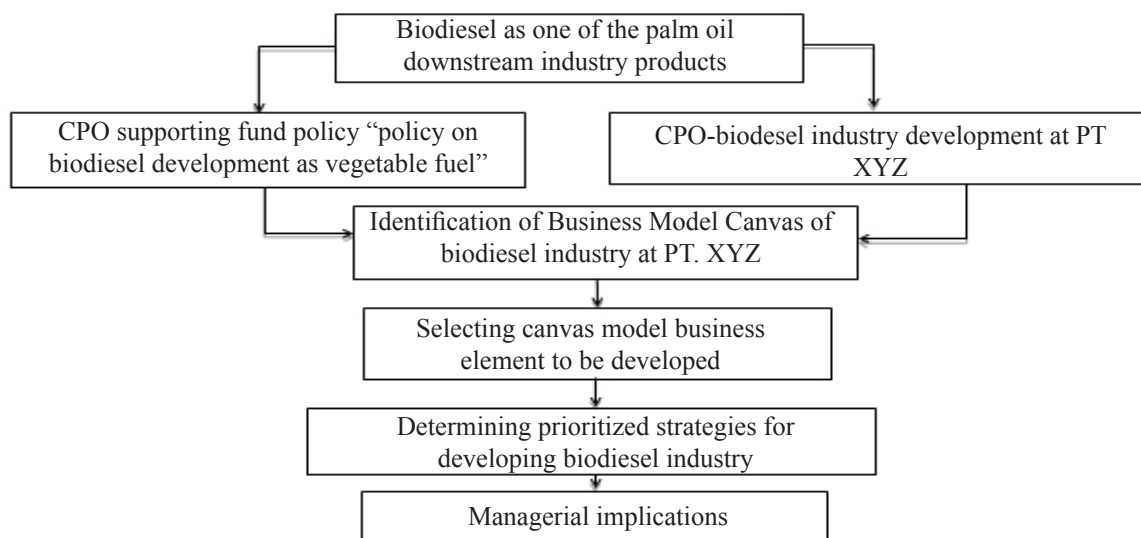 Biodiesel as one of the palm oil
downstream industry products
CPO supporting fund policy “policy on
biodiesel development as vegetable fuel”
CPO-biodesel industry development at PT
XYZ
Identification of Business Model Canvas of
biodiesel industry at PT. XYZ
Selecting canvas model business
element to be developed
Determining prioritized strategies for
developing biodiesel industry
Managerial implications